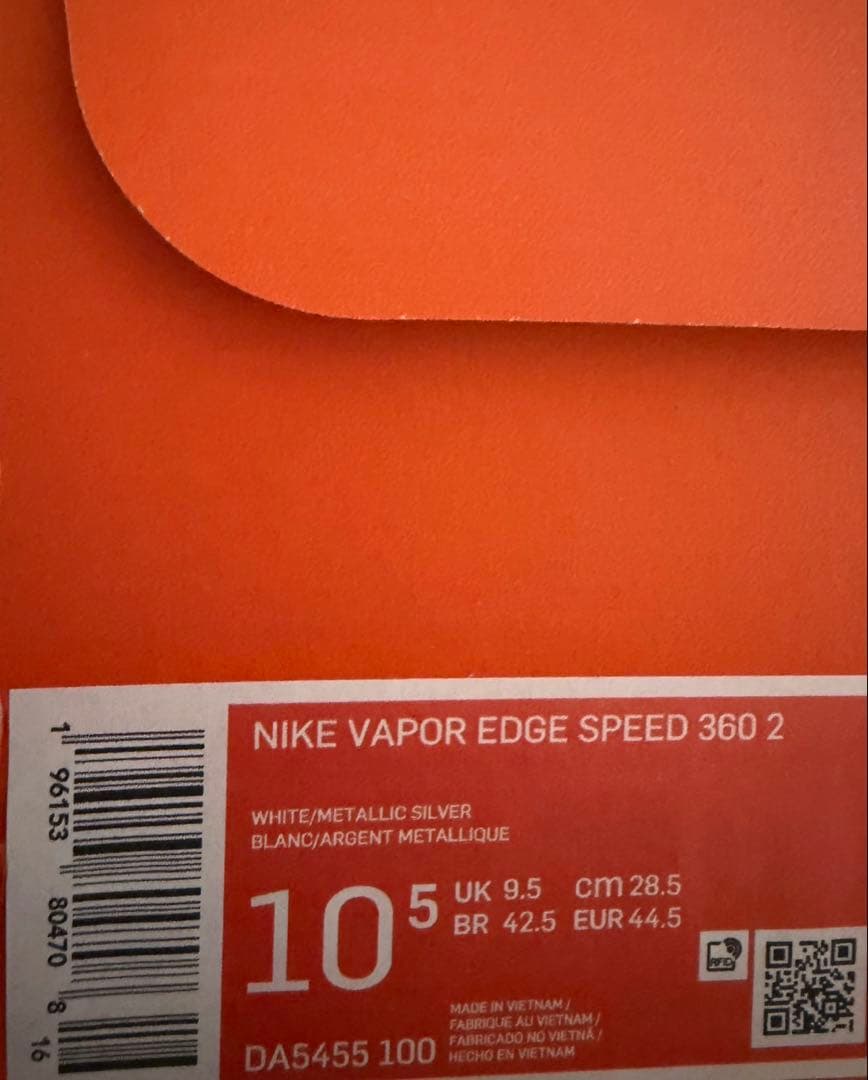 NIKE VAPOR EDGE SPEED 360 2
WHITE/METALLIC SILVER
BLANC/ARGENT METALLIQUE
10 5
UK 9.5 cm 28.5
BR 42.5 EUR 44.5
RFID
MADE IN VIETNAM /
FABRIQUE AU VIETNAM /
FABRICADO NO VIETNÃ /
HECHO EN VIETNAM
DA5455 100
1 96153 80470 8
16